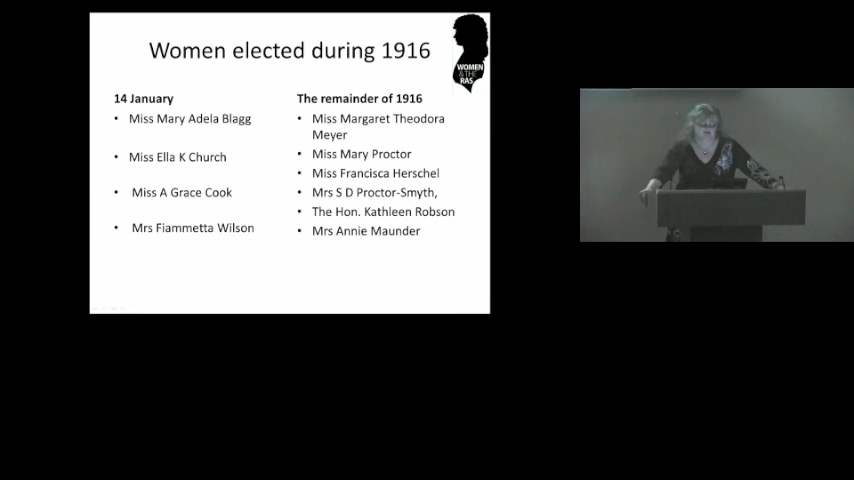 Women elected during 1916
WOMEN
& THE
RAS
14 January
• Miss Mary Adela Blagg
• Miss Ella K Church
• Miss A Grace Cook
• Mrs Fiammetta Wilson
The remainder of 1916
• Miss Margaret Theodora
Meyer
• Miss Mary Proctor
• Miss Francisca Herschel
• Mrs S D Proctor-Smyth,
• The Hon. Kathleen Robson
• Mrs Annie Maunder